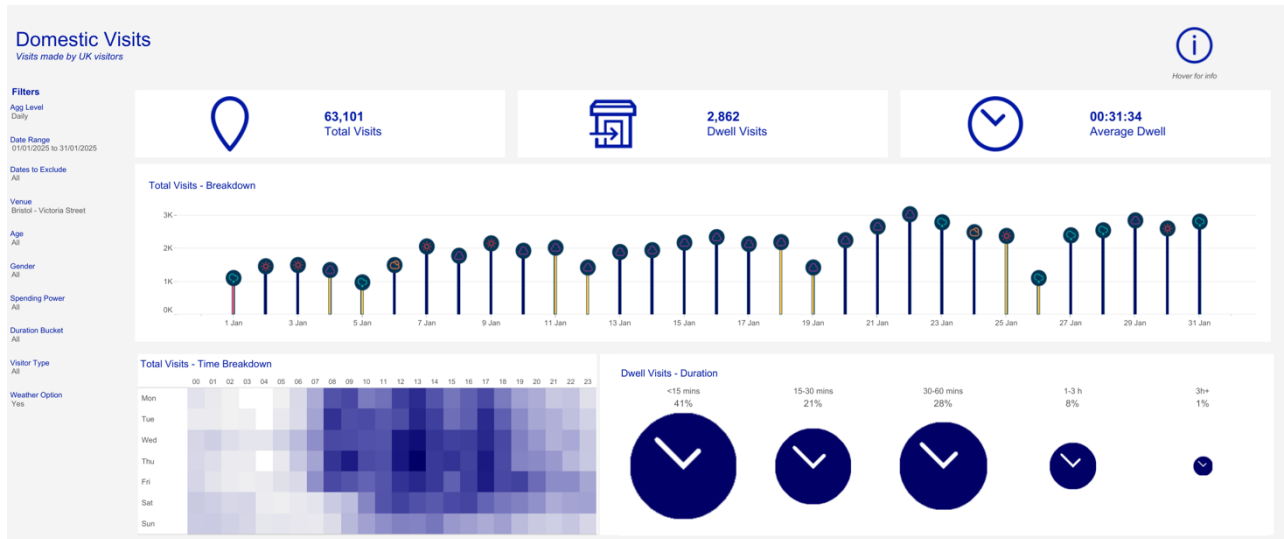 Domestic Visits
Visits made by UK visitors
Hover for info
Filters
Agg Level
Daily
Date Range
01/01/2025 to 31/01/2025
Dates to Exclude
All
Venue
Bristol - Victoria Street
Age
All
Gender
All
Spending Power
All
Duration Bucket
All
Visitor Type
All
Weather Option
Yes
63,101
Total Visits
2,862
Dwell Visits
00:31:34
Average Dwell
Total Visits - Breakdown
3K
2K
1K
0K
1 Jan 3 Jan 5 Jan 7 Jan 9 Jan 11 Jan 13 Jan 15 Jan 17 Jan 19 Jan 21 Jan 23 Jan 25 Jan 27 Jan 29 Jan 31 Jan
Total Visits - Time Breakdown
00 01 02 03 04 05 06 07 08 09 10 11 12 13 14 15 16 17 18 19 20 21 22 23
Mon
Tue
Wed
Thu
Fri
Sat
Sun
Dwell Visits - Duration
<15 mins 15-30 mins 30-60 mins 1-3 h 3h+
41% 21% 28% 8% 1%